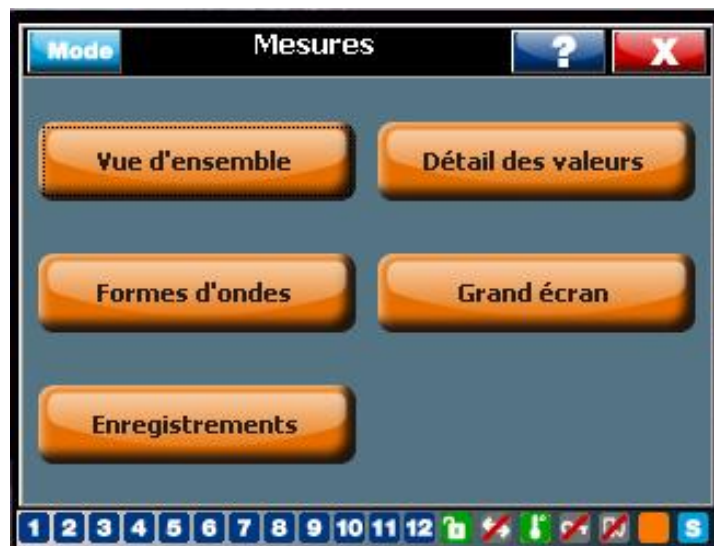 Mode Mesures ? X
Vue d'ensemble Détail des valeurs
Formes d'ondes Grand écran
Enregistrements
1 2 3 4 5 6 7 8 9 10 11 12 S